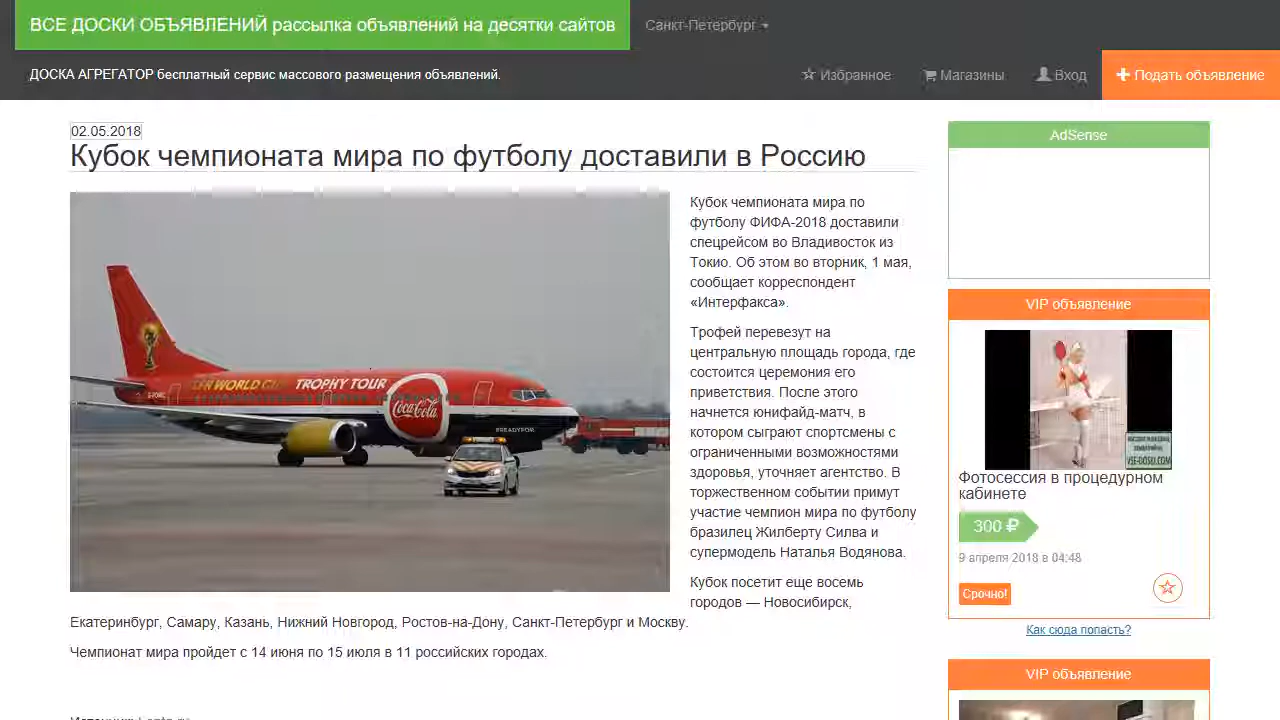 ВСЕ ДОСКИ ОБЪЯВЛЕНИЙ рассылка объявлений на десятки сайтов
Санкт-Петербург
ДОСКА АГРЕГАТОР бесплатный сервис массового размещения объявлений.
Избранное
Магазины
Вход
Подать объявление
02.05.2018
Кубок чемпионата мира по футболу доставили в Россию
TROPHY TOUR
Coca-Cola
#READYFOR
Кубок чемпионата мира по
футболу ФИФА-2018 доставили
спецрейсом во Владивосток из
Токио. Об этом во вторник, 1 мая,
сообщает корреспондент
«Интерфакса».
Трофей перевезут на
центральную площадь города, где
состоится церемония его
приветствия. После этого
начнется юнифайд-матч, в
котором сыграют спортсмены с
ограниченными возможностями
здоровья, уточняет агентство. В
торжественном событии примут
участие чемпион мира по футболу
бразилец Жилберту Силва и
супермодель Наталья Водянова.
Кубок посетит еще восемь
городов — Новосибирск,
Екатеринбург, Самару, Казань, Нижний Новгород, Ростов-на-Дону, Санкт-Петербург и Москву.
Чемпионат мира пройдет с 14 июня по 15 июля в 11 российских городах.
AdSense
VIP объявление
VSE-DOSKI.COM
Фотосессия в процедурном
кабинете
300 ₽
9 апреля 2018 в 04:48
Срочно!
Как сюда попасть?
VIP объявление